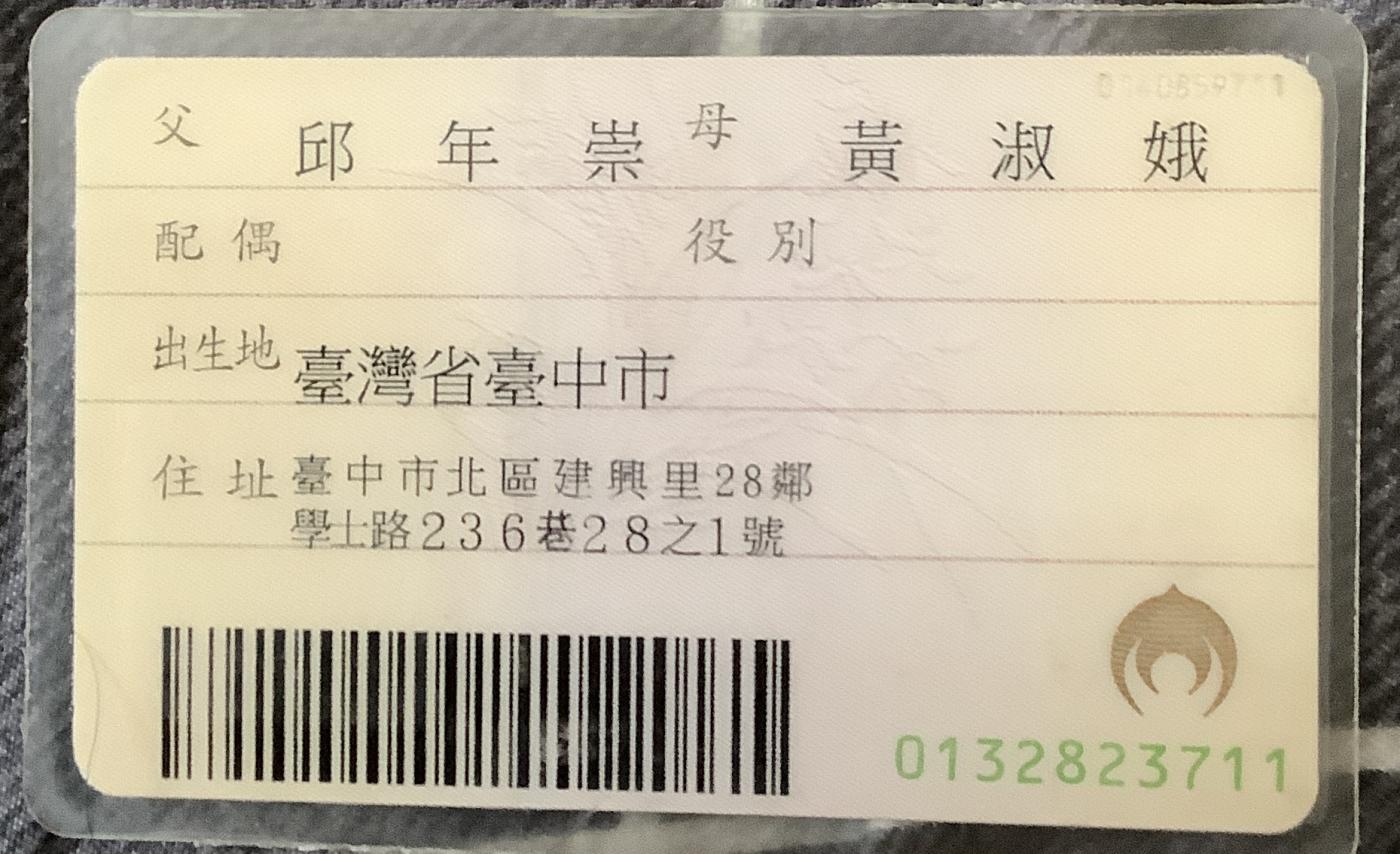 父 邱年崇 母 黃淑娥
配偶 役別
出生地 臺灣省臺中市
住址 臺中市北區建興里28鄰
學士路236巷28之1號
0132823711